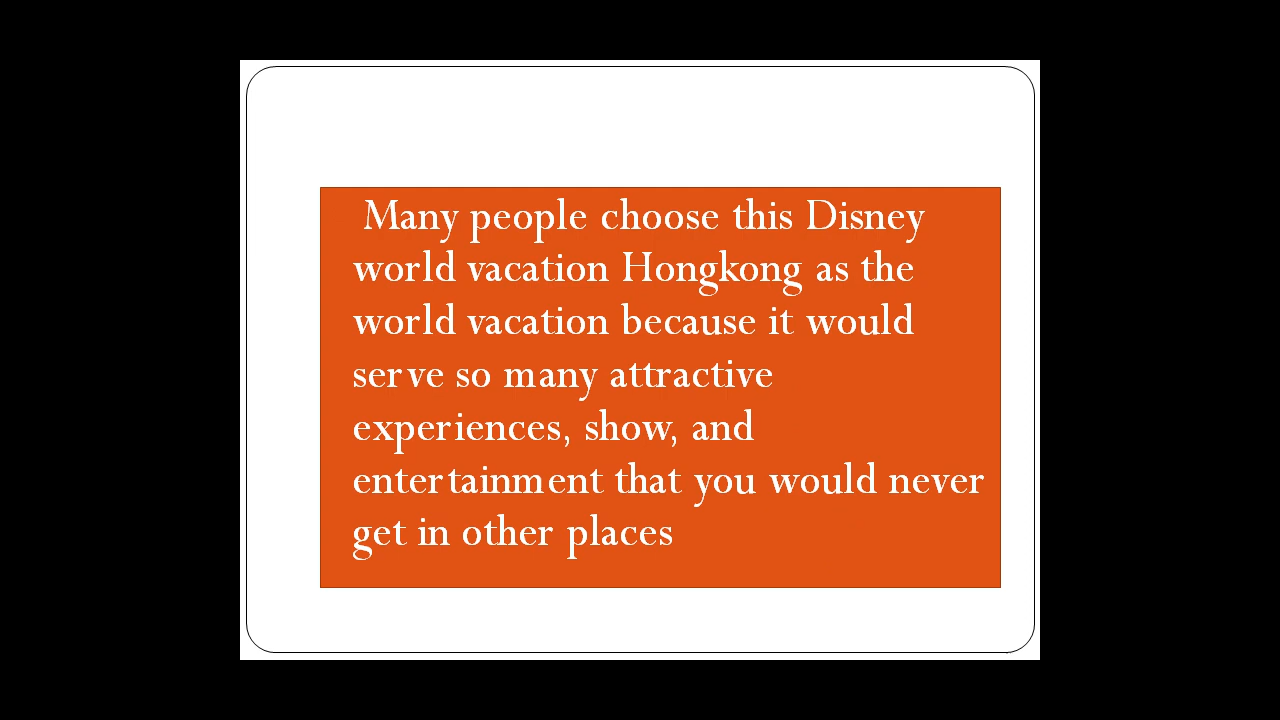 Many people choose this Disney
world vacation Hongkong as the
world vacation because it would
serve so many attractive
experiences, show, and
entertainment that you would never
get in other places